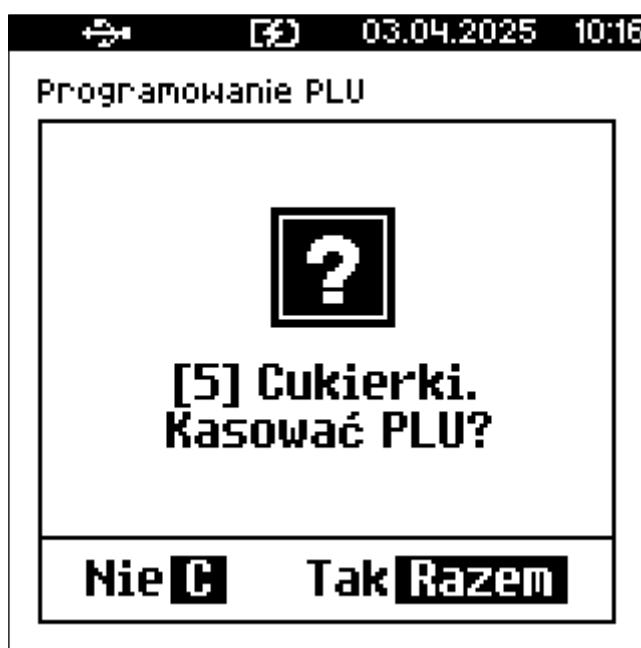 03.04.2025 10:16
Programowanie PLU
?
[5] Cukierki.
Kasować PLU?
Nie C Tak Razem